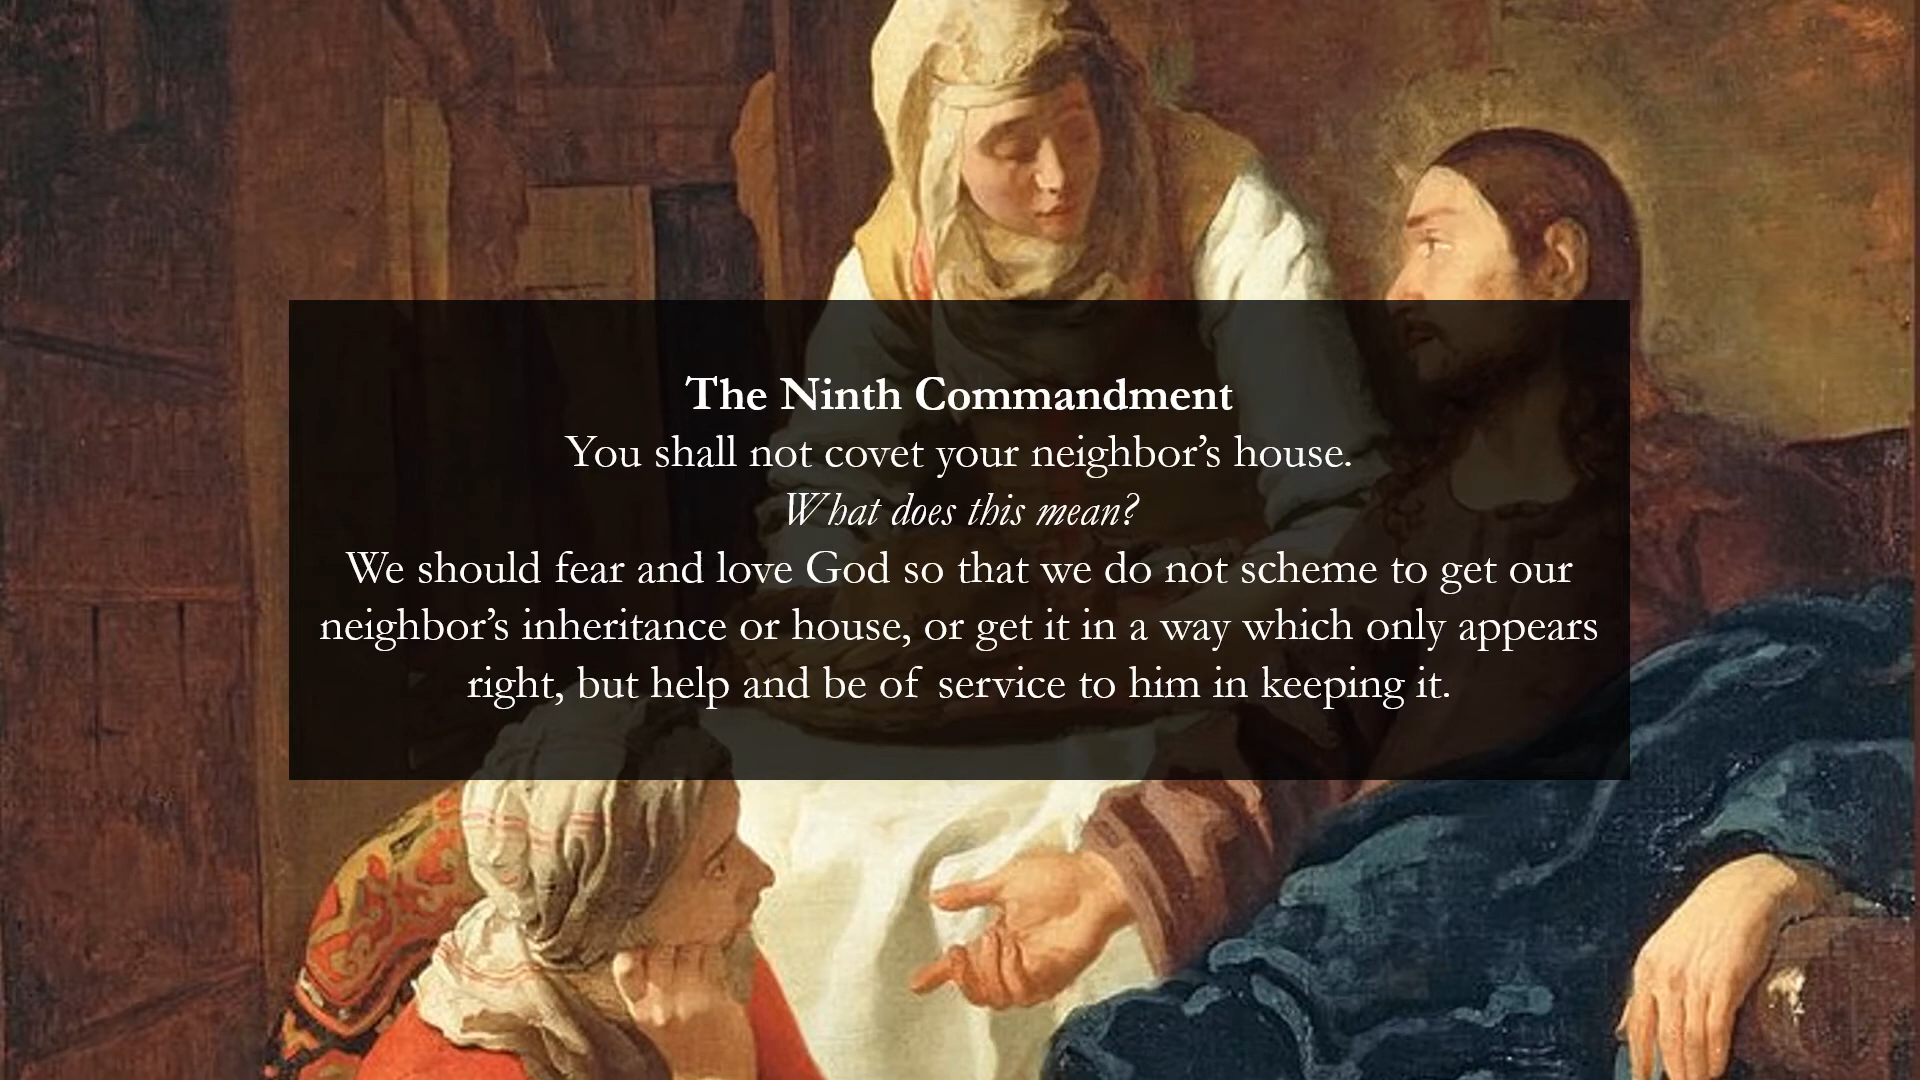 The Ninth Commandment
You shall not covet your neighbor’s house.
What does this mean?
We should fear and love God so that we do not scheme to get our
neighbor’s inheritance or house, or get it in a way which only appears
right, but help and be of service to him in keeping it.